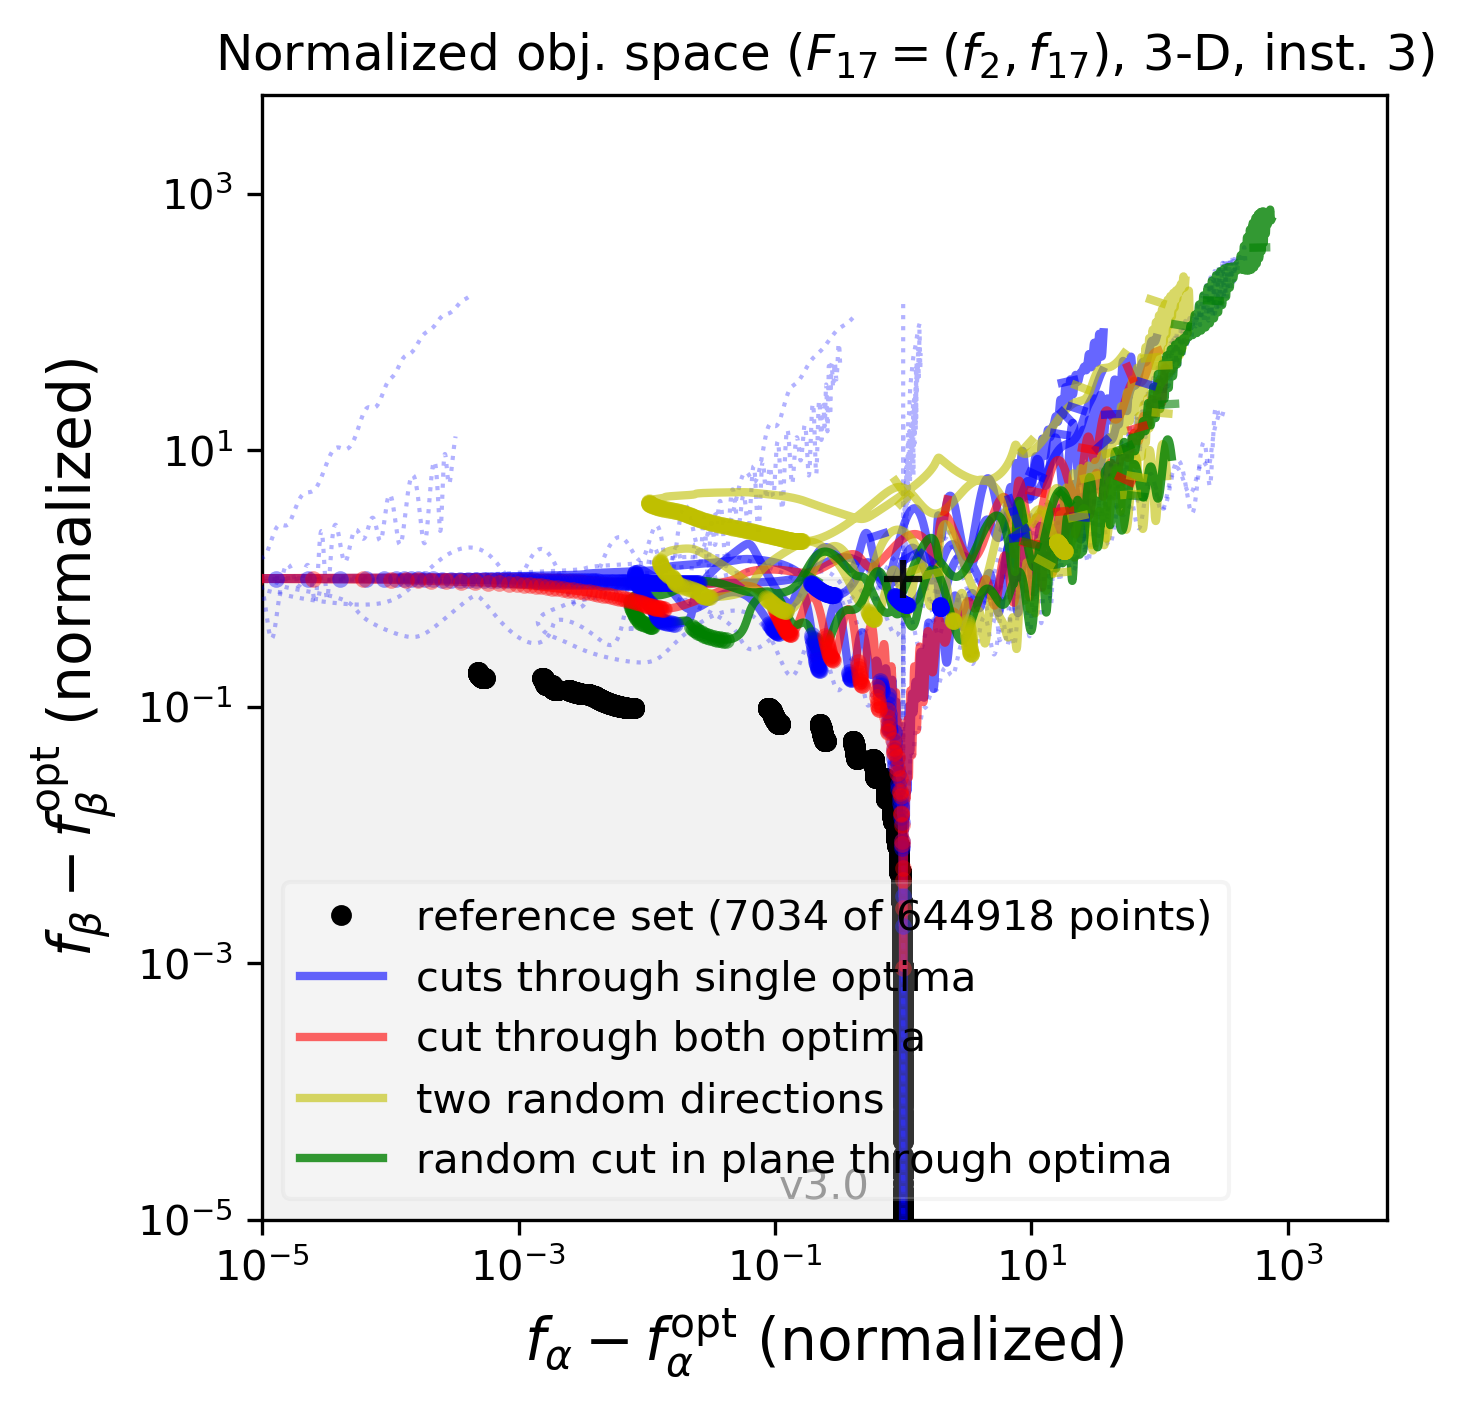 Normalized obj. space (F₁₇ = (f₂, f₁₇), 3-D, inst. 3)
10³
10¹
10⁻¹
10⁻³
10⁻⁵
f_β − f_β^opt (normalized)
reference set (7034 of 644918 points)
cuts through single optima
cut through both optima
two random directions
random cut in plane through optima
v3.0
10⁻⁵ 10⁻³ 10⁻¹ 10¹ 10³
f_α − f_α^opt (normalized)